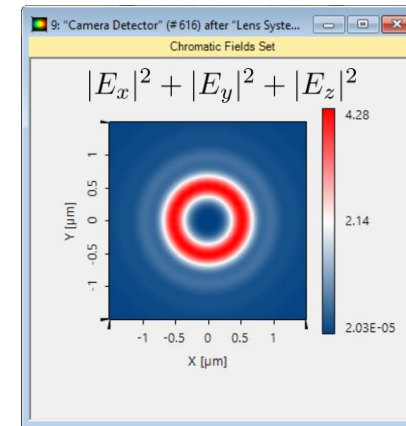 9: "Camera Detector" (# 616) after "Lens Syste...
Chromatic Fields Set
|E_x|^2 + |E_y|^2 + |E_z|^2
4.28
2.14
2.03E-05
Y [µm]
1
0.5
0
-0.5
-1
-1 -0.5 0 0.5 1
X [µm]